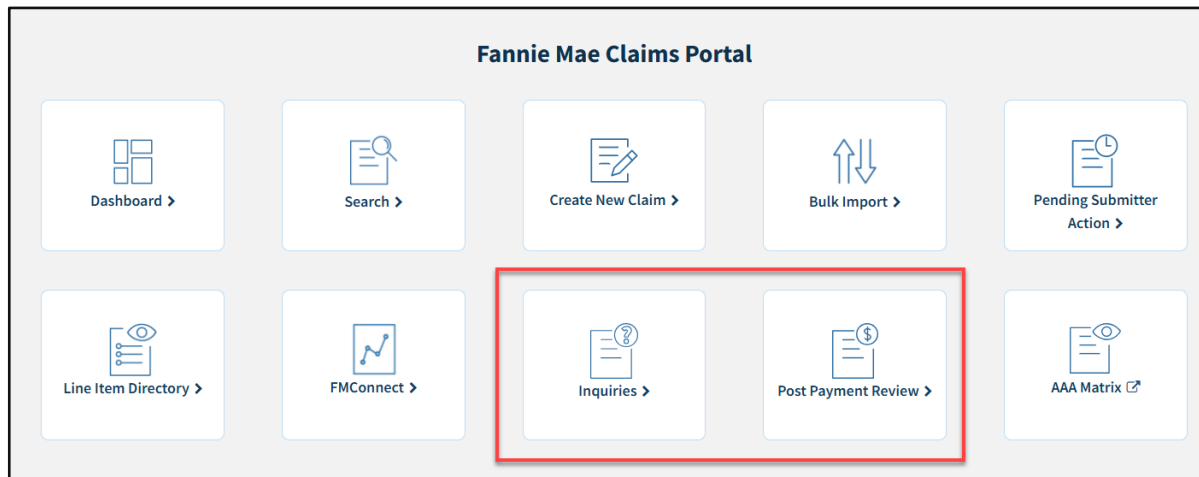 Fannie Mae Claims Portal
Dashboard
Search
Create New Claim
Bulk Import
Pending Submitter
Action
Line Item Directory
FMConnect
Inquiries
Post Payment Review
AAA Matrix